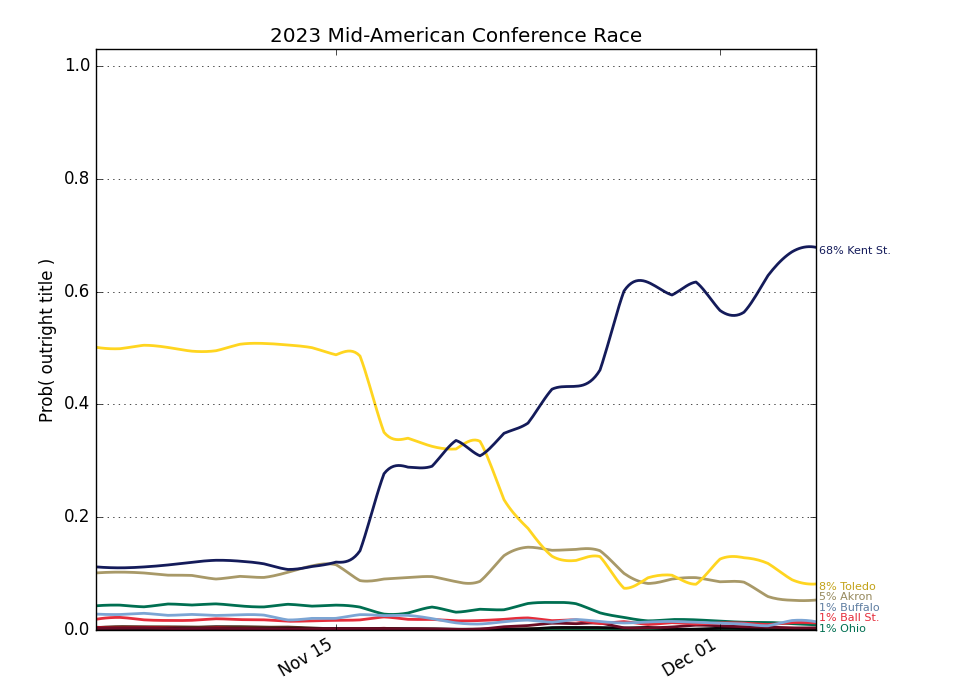 2023 Mid-American Conference Race
Prob( outright title )
1.0
0.8
0.6
0.4
0.2
0.0
Nov 15
Dec 01
68% Kent St.
8% Toledo
5% Akron
1% Buffalo
1% Ball St.
1% Ohio